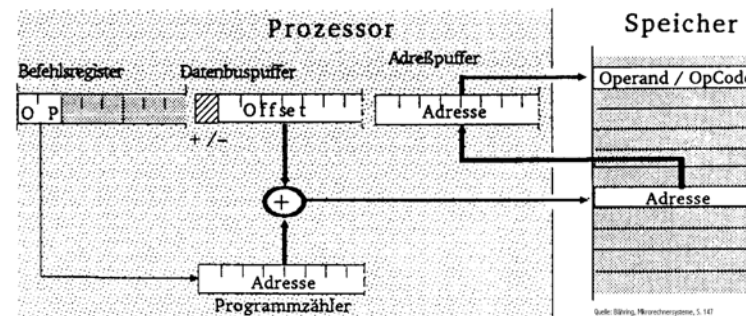 Prozessor
Speicher
Befehlsregister
Datenbuspuffer
Adreßpuffer
O P
Offset
Adresse
Operand / OpCode
+ / -
+
Adresse
Adresse
Programmzähler
Quelle: Bähring, Mikrorechnersysteme, S. 147